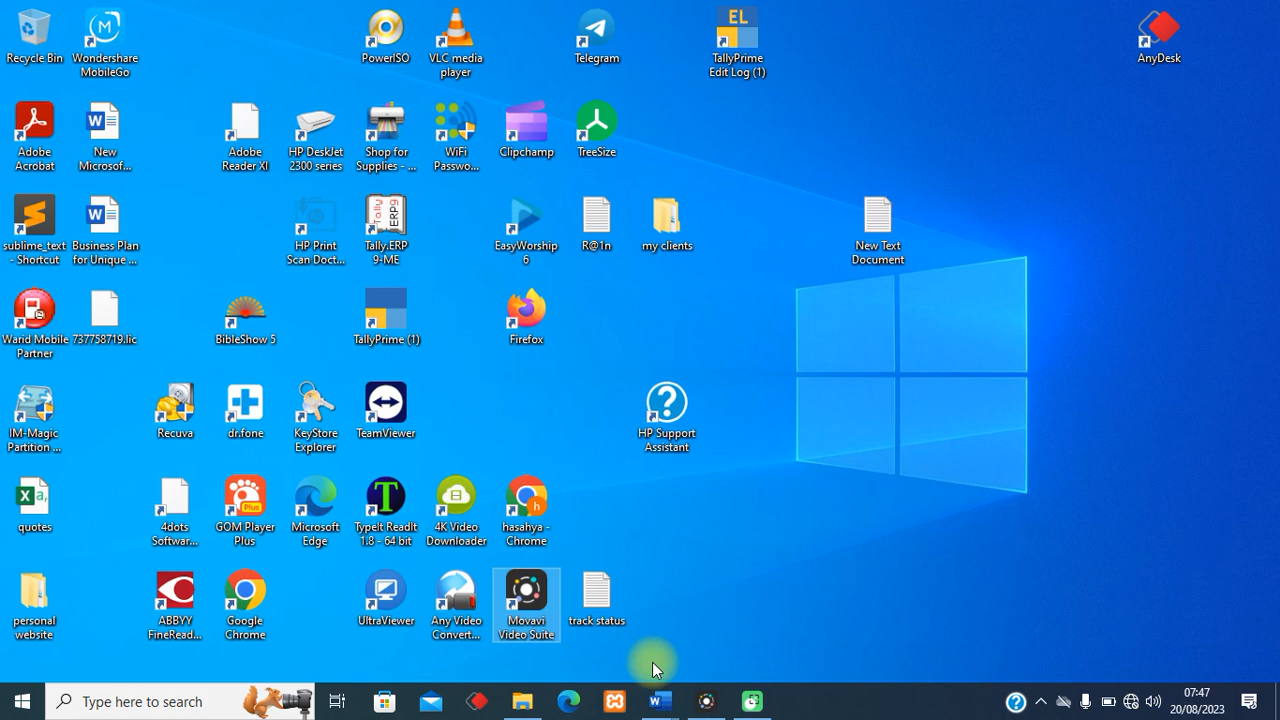 Recycle Bin
Wondershare
MobileGo
PowerISO
VLC media
player
Telegram
EL
TallyPrime
Edit Log (1)
AnyDesk
Adobe
Acrobat
New
Microsof...
Adobe
Reader XI
HP DeskJet
2300 series
Shop for
Supplies - ...
WiFi
Passwo...
Clipchamp
TreeSize
sublime_text
- Shortcut
Business Plan
for Unique ...
HP Print
Scan Doct...
Tally
ERP9
Tally.ERP
9-ME
EasyWorship
6
R@1n
my clients
New Text
Document
Warid Mobile
Partner
737758719.lic
BibleShow 5
TallyPrime (1)
Firefox
IM-Magic
Partition ...
Recuva
dr.fone
KeyStore
Explorer
TeamViewer
HP Support
Assistant
quotes
4dots
Softwar...
Plus
GOM Player
Plus
Microsoft
Edge
TypeIt ReadIt
1.8 - 64 bit
4K Video
Downloader
h
hasahya -
Chrome
personal
website
ABBYY
FineRead...
Google
Chrome
UltraViewer
Any Video
Convert...
Movavi
Video Suite
track status
Type here to search
07:47
20/08/2023